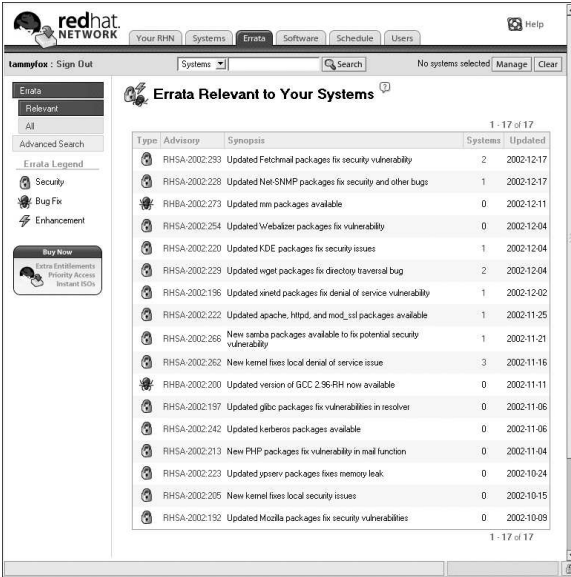 redhat.
NETWORK
Your RHN Systems Errata Software Schedule Users
Help
tammyfox : Sign Out
Systems
Search
No systems selected Manage Clear
Errata
Relevant
All
Advanced Search
Errata Legend
Security
Bug Fix
Enhancement
Buy Now
Extra Entitlements
Priority Access
Instant ISOs
Errata Relevant to Your Systems ?
1 - 17 of 17
Type Advisory Synopsis Systems Updated
RHSA-2002:293 Updated Fetchmail packages fix security vulnerability 2 2002-12-17
RHSA-2002:228 Updated Net-SNMP packages fix security and other bugs 1 2002-12-17
RHBA-2002:273 Updated mm packages available 0 2002-12-11
RHSA-2002:254 Updated Webalizer packages fix vulnerability 0 2002-12-04
RHSA-2002:220 Updated KDE packages fix security issues 1 2002-12-04
RHSA-2002:229 Updated wget packages fix directory traversal bug 2 2002-12-04
RHSA-2002:196 Updated xinetd packages fix denial of service vulnerability 1 2002-12-02
RHSA-2002:222 Updated apache, httpd, and mod_ssl packages available 1 2002-11-25
RHSA-2002:266 New samba packages available to fix potential security
vulnerability 1 2002-11-21
RHSA-2002:262 New kernel fixes local denial of service issue 3 2002-11-16
RHBA-2002:200 Updated version of GCC 2.96-RH now available 0 2002-11-11
RHSA-2002:197 Updated glibc packages fix vulnerabilities in resolver 0 2002-11-06
RHSA-2002:242 Updated kerberos packages available 0 2002-11-06
RHSA-2002:213 New PHP packages fix vulnerability in mail function 0 2002-11-04
RHSA-2002:223 Updated ypserv packages fixes memory leak 0 2002-10-24
RHSA-2002:205 New kernel fixes local security issues 0 2002-10-15
RHSA-2002:192 Updated Mozilla packages fix security vulnerabilities 0 2002-10-09
1 - 17 of 17